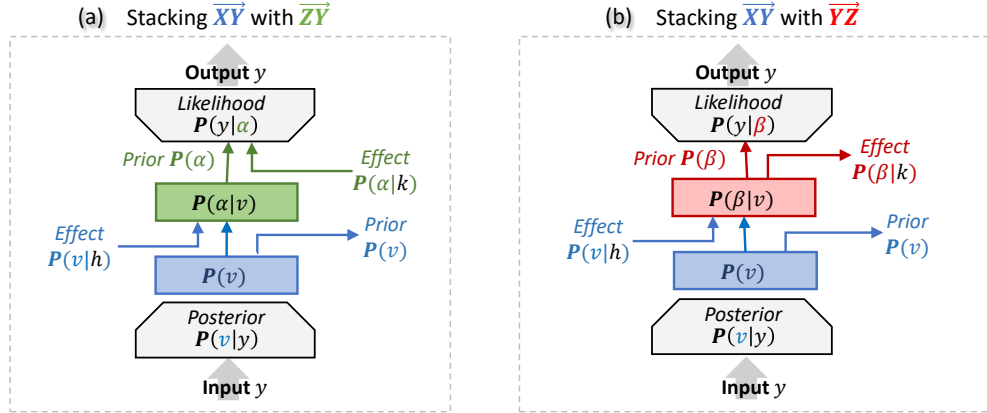 (a) Stacking XY with ZY
Output y
Likelihood
P(y|α)
Prior P(α)
Effect
P(α|k)
P(α|v)
Effect
P(v|h)
Prior
P(v)
P(v)
Posterior
P(v|y)
Input y
(b) Stacking XY with YZ
Output y
Likelihood
P(y|β)
Prior P(β)
Effect
P(β|k)
P(β|v)
Effect
P(v|h)
Prior
P(v)
P(v)
Posterior
P(v|y)
Input y